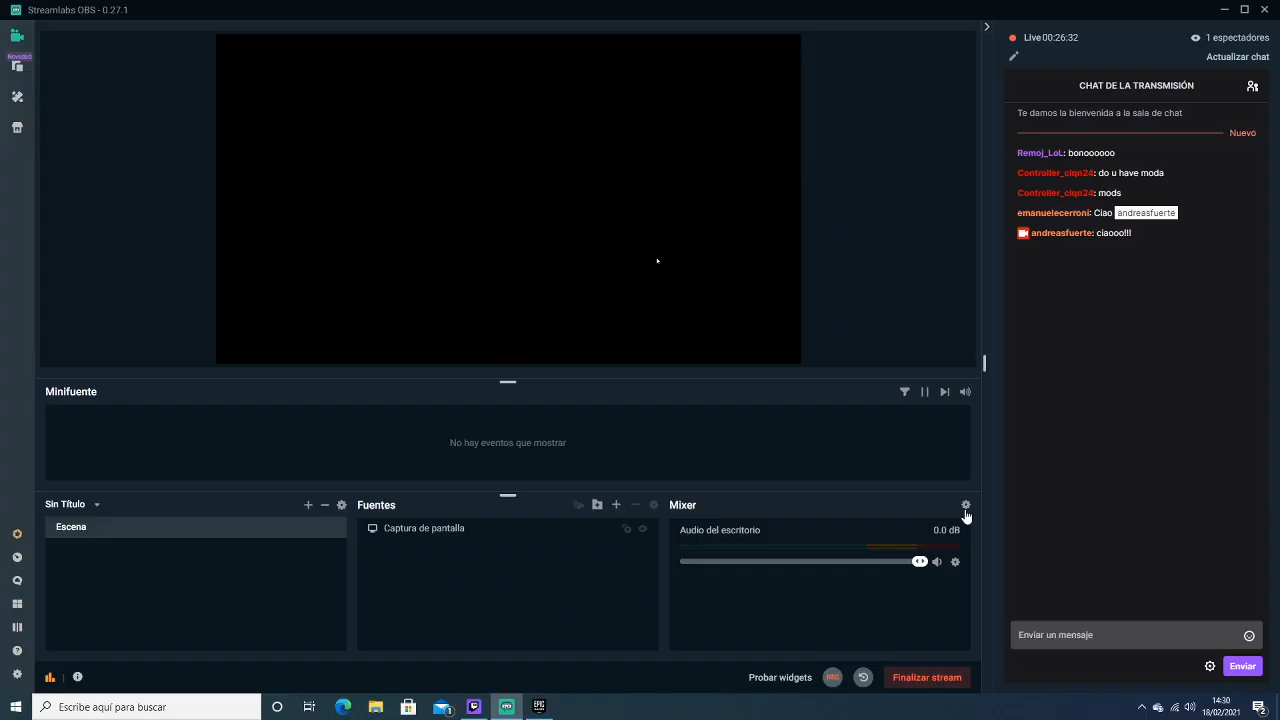 Streamlabs OBS - 0.27.1
Live 00:26:32
1 espectadores
Novedad
Actualizar chat
CHAT DE LA TRANSMISIÓN
Te damos la bienvenida a la sala de chat
Nuevo
Remoj_LoL: bonoooooo
Controller_ciqn24: do u have moda
Controller_ciqn24: mods
emanuelecerroni: Ciao andreasfuerte
andreasfuerte: ciaooo!!!
Minifuente
No hay eventos que mostrar
Sin Título
Fuentes
Mixer
Escena
Captura de pantalla
Audio del escritorio
0.0 dB
Enviar un mensaje
Enviar
Probar widgets
REC
Finalizar stream
Escribe aquí para buscar
1
EPIC
GAMES
14:30
18/02/2021
2